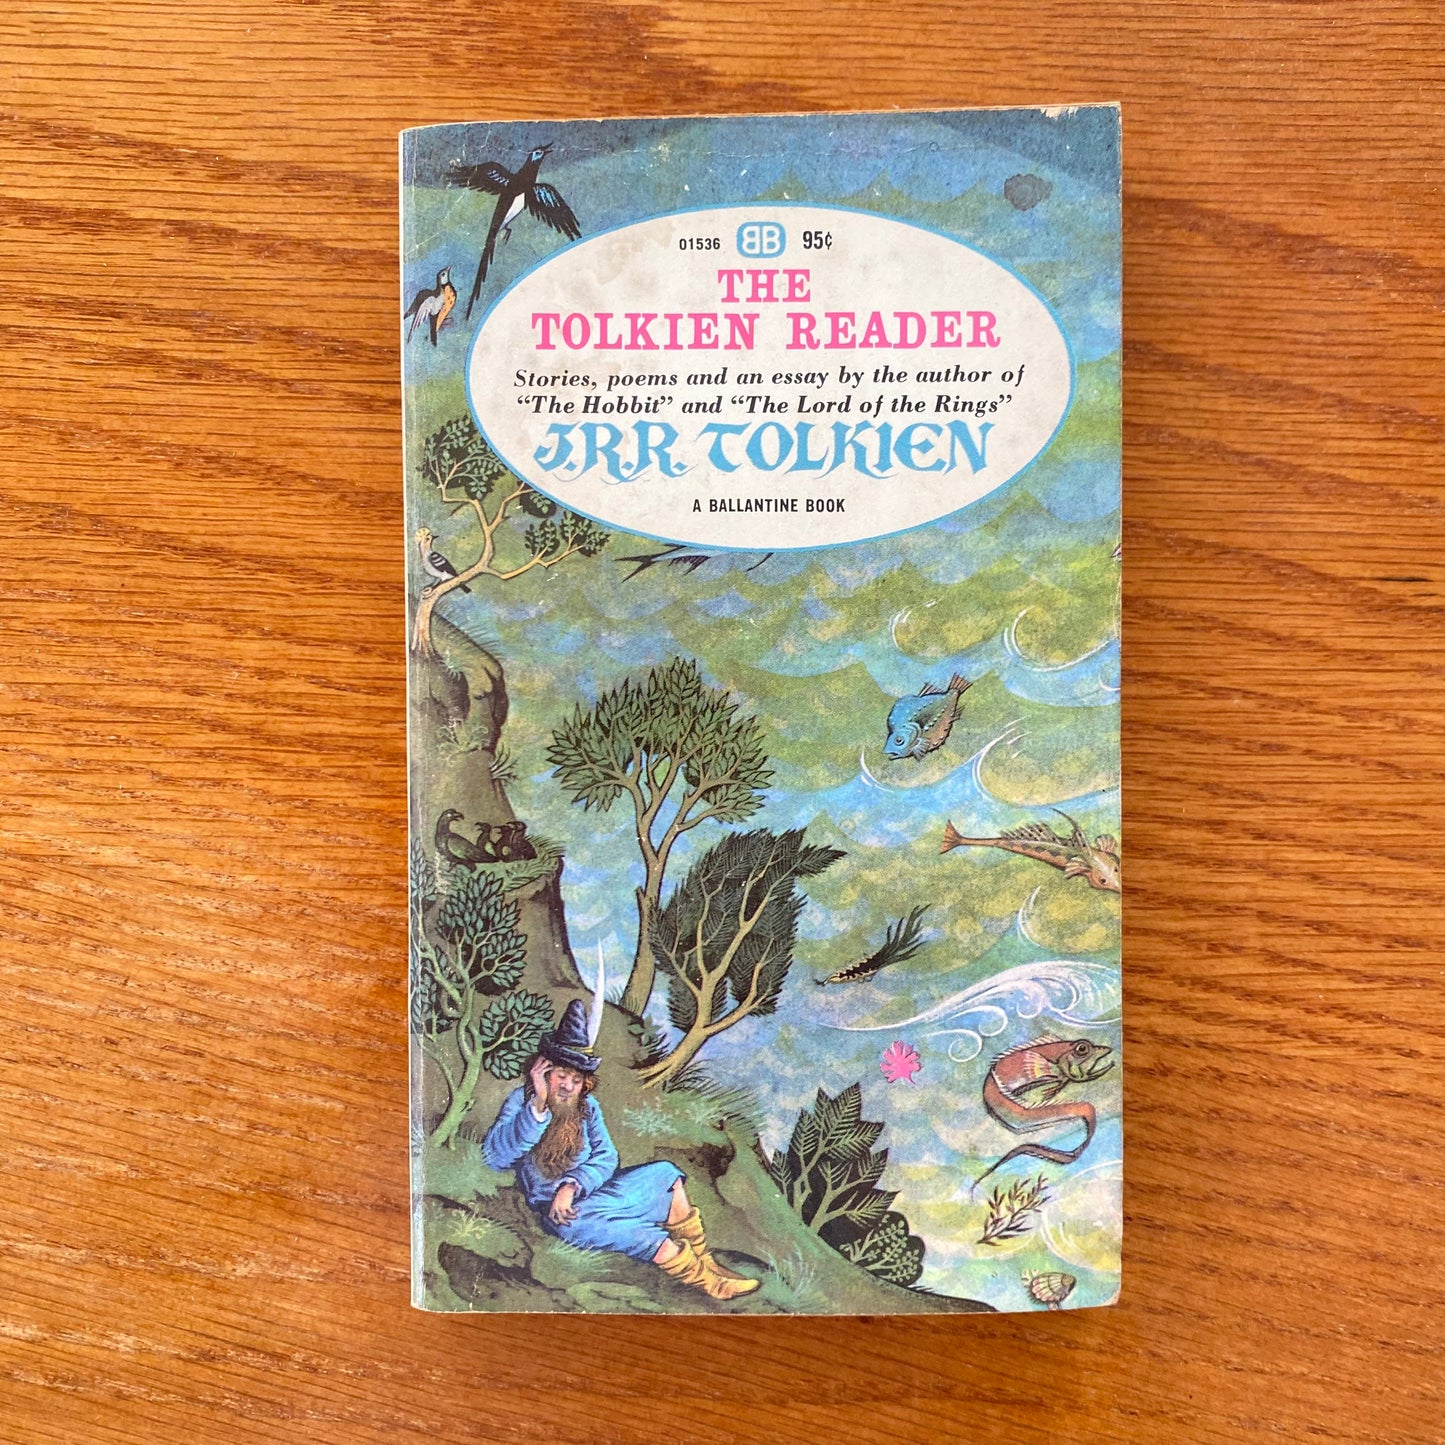 01536 BB 95¢
THE
TOLKIEN READER
Stories, poems and an essay by the author of
“The Hobbit” and “The Lord of the Rings”
J.R.R. TOLKIEN
A BALLANTINE BOOK